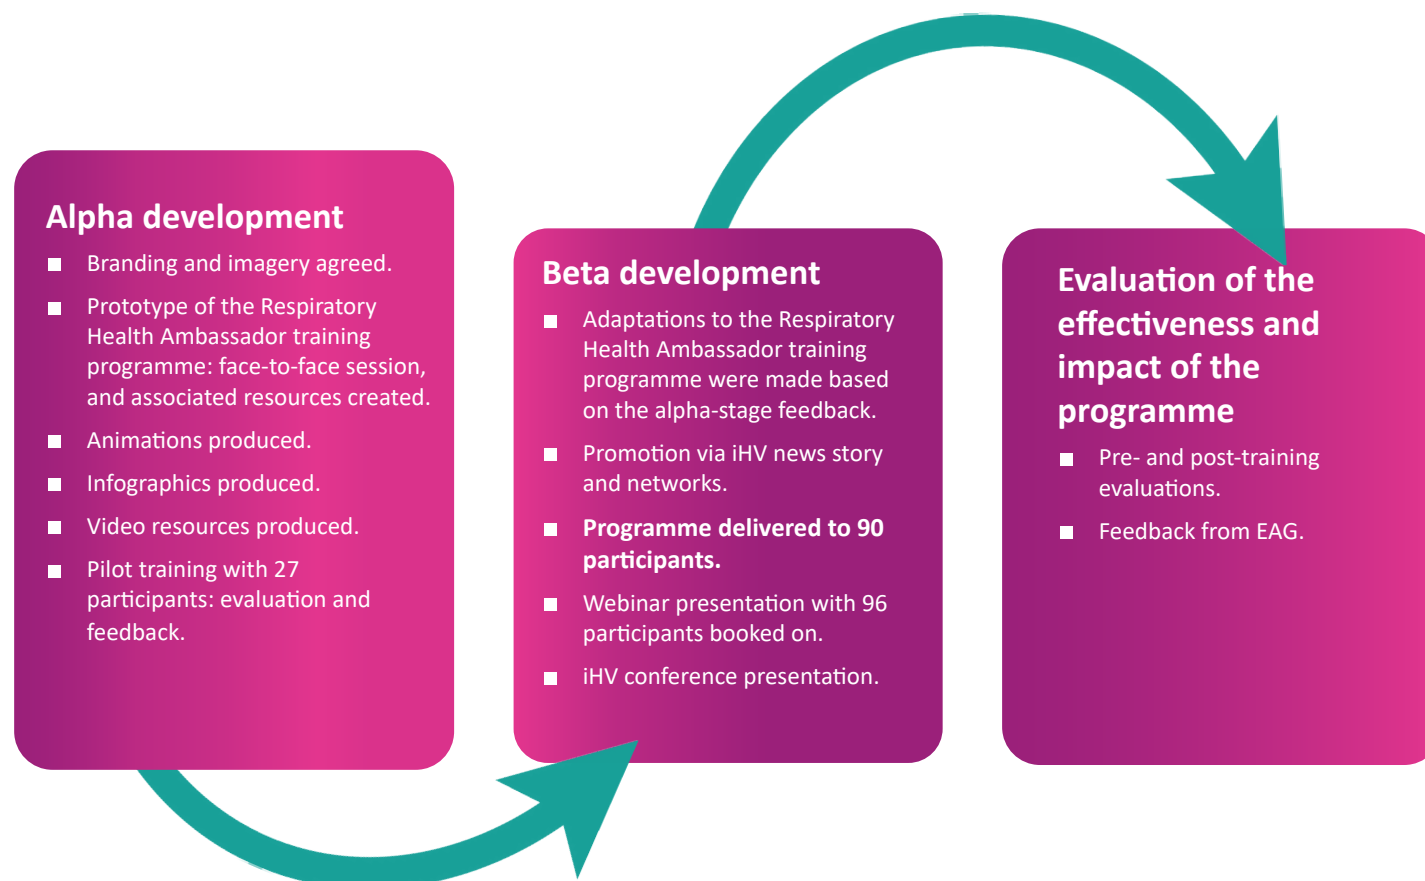 Alpha development
Branding and imagery agreed.
Prototype of the Respiratory
Health Ambassador training
programme: face-to-face session,
and associated resources created.
Animations produced.
Infographics produced.
Video resources produced.
Pilot training with 27
participants: evaluation and
feedback.
Beta development
Adaptations to the Respiratory
Health Ambassador training
programme were made based
on the alpha-stage feedback.
Promotion via iHV news story
and networks.
Programme delivered to 90
participants.
Webinar presentation with 96
participants booked on.
iHV conference presentation.
Evaluation of the
effectiveness and
impact of the
programme
Pre- and post-training
evaluations.
Feedback from EAG.